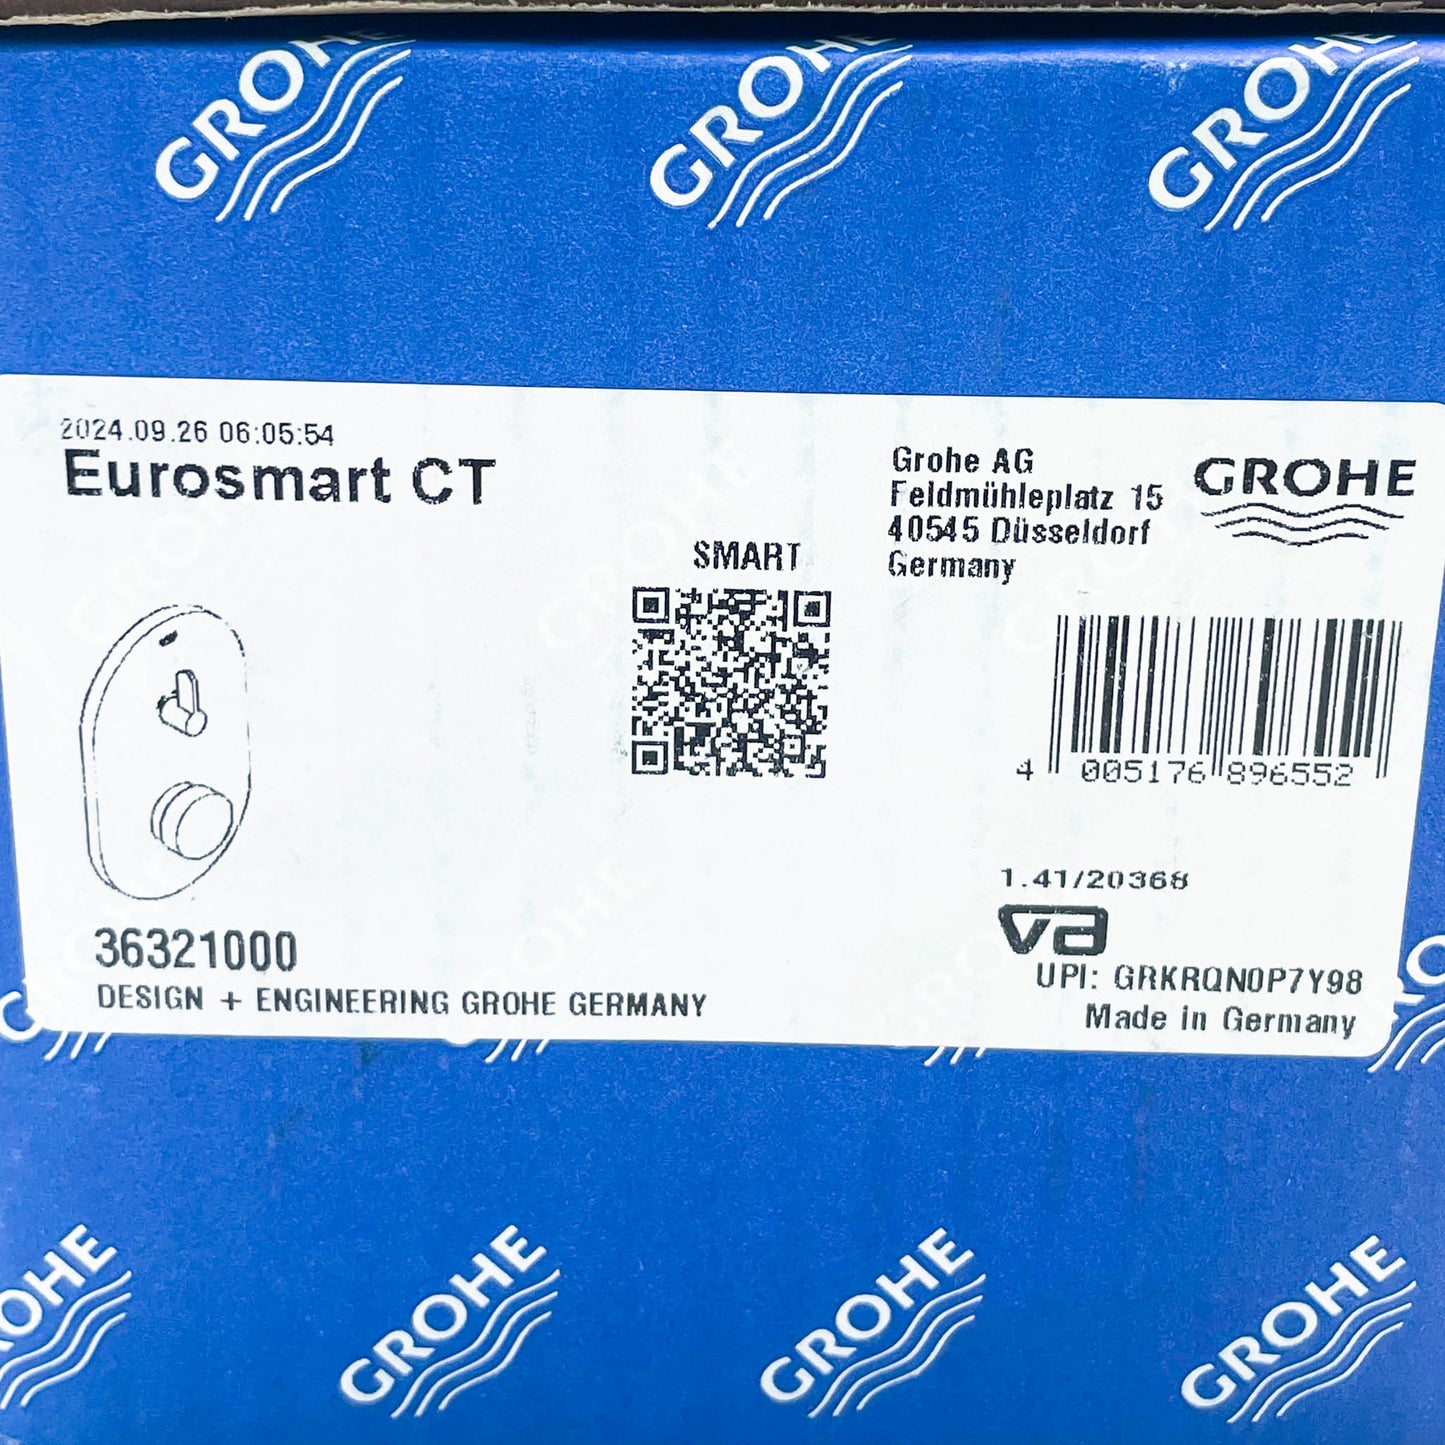 GROHE
GROHE
GROHE
2024.09.26 06:05:54
Eurosmart CT
SMART
Grohe AG
Feldmühleplatz 15
40545 Düsseldorf
Germany
GROHE
4 005176 896552
1.41/20368
va
36321000
DESIGN + ENGINEERING GROHE GERMANY
UPI: GRKRQN0P7Y98
Made in Germany
GROHE
GROHE
GROHE
GROHE